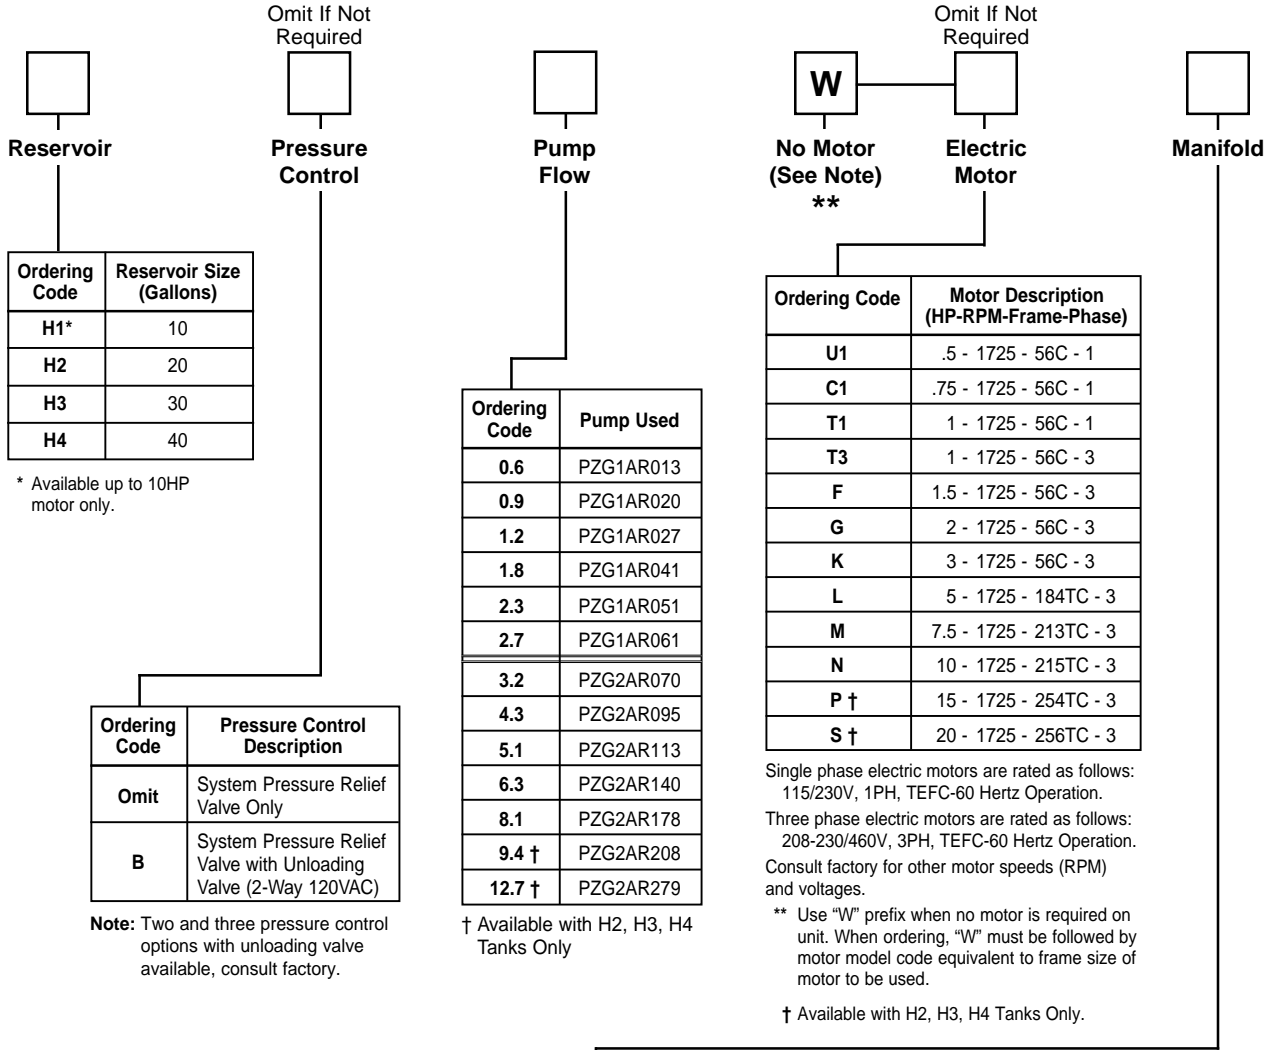 Omit If Not
Required
Omit If Not
Required
W
Reservoir
Pressure
Control
Pump
Flow
No Motor
(See Note)
**
Electric
Motor
Manifold
Ordering
Code
Reservoir Size
(Gallons)
H1* 10
H2 20
H3 30
H4 40
* Available up to 10HP
motor only.
Ordering
Code
Pressure Control
Description
Omit
System Pressure Relief
Valve Only
B
System Pressure Relief
Valve with Unloading
Valve (2-Way 120VAC)
Note: Two and three pressure control
options with unloading valve
available, consult factory.
Ordering
Code
Pump Used
0.6 PZG1AR013
0.9 PZG1AR020
1.2 PZG1AR027
1.8 PZG1AR041
2.3 PZG1AR051
2.7 PZG1AR061
3.2 PZG2AR070
4.3 PZG2AR095
5.1 PZG2AR113
6.3 PZG2AR140
8.1 PZG2AR178
9.4 † PZG2AR208
12.7 † PZG2AR279
† Available with H2, H3, H4
Tanks Only
Ordering Code
Motor Description
(HP-RPM-Frame-Phase)
U1 .5 - 1725 - 56C - 1
C1 .75 - 1725 - 56C - 1
T1 1 - 1725 - 56C - 1
T3 1 - 1725 - 56C - 3
F 1.5 - 1725 - 56C - 3
G 2 - 1725 - 56C - 3
K 3 - 1725 - 56C - 3
L 5 - 1725 - 184TC - 3
M 7.5 - 1725 - 213TC - 3
N 10 - 1725 - 215TC - 3
P † 15 - 1725 - 254TC - 3
S † 20 - 1725 - 256TC - 3
Single phase electric motors are rated as follows:
115/230V, 1PH, TEFC-60 Hertz Operation.
Three phase electric motors are rated as follows:
208-230/460V, 3PH, TEFC-60 Hertz Operation.
Consult factory for other motor speeds (RPM)
and voltages.
** Use “W” prefix when no motor is required on
unit. When ordering, “W” must be followed by
motor model code equivalent to frame size of
motor to be used.
† Available with H2, H3, H4 Tanks Only.